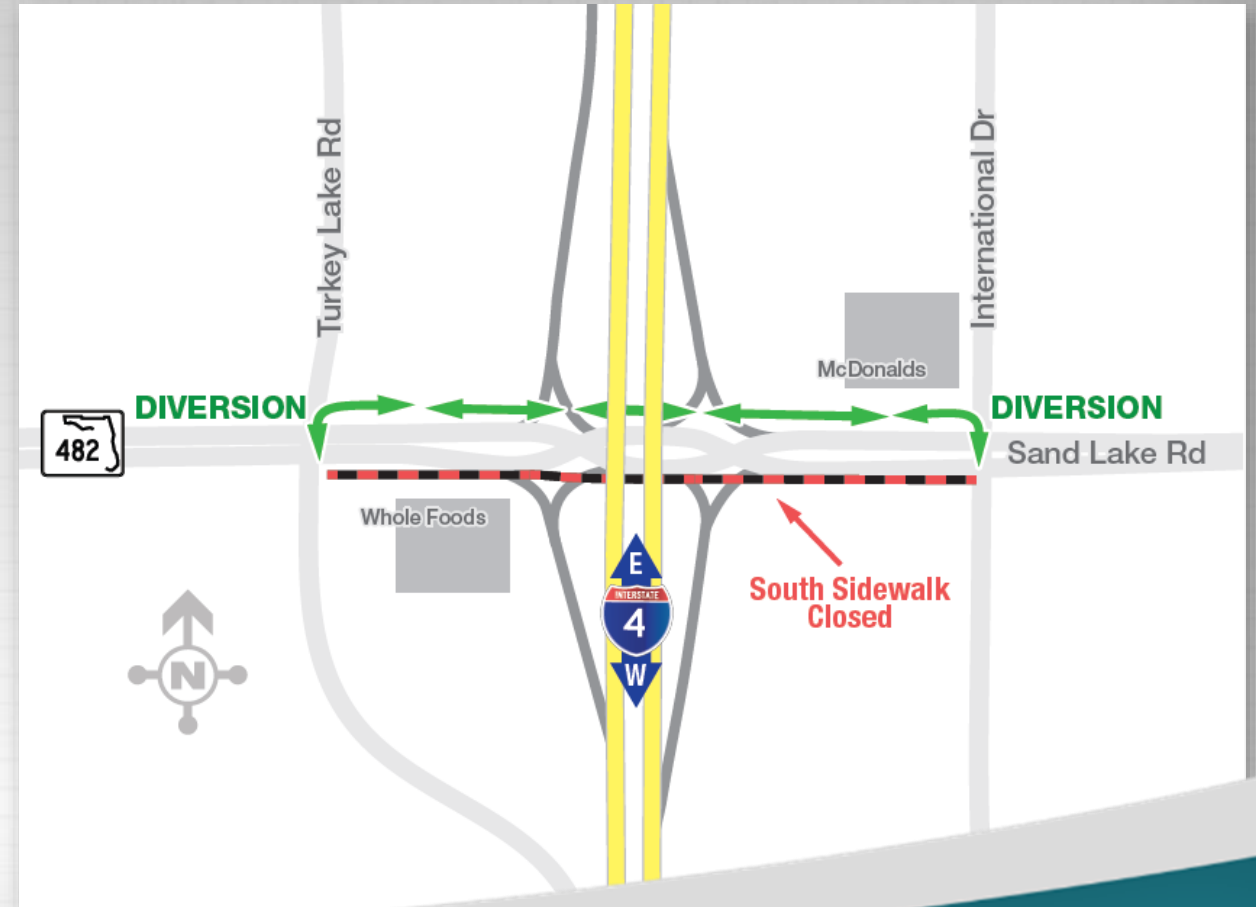 Turkey Lake Rd
International Dr
McDonalds
DIVERSION
DIVERSION
482
Sand Lake Rd
Whole Foods
E
INTERSTATE
4
W
South Sidewalk
Closed
N